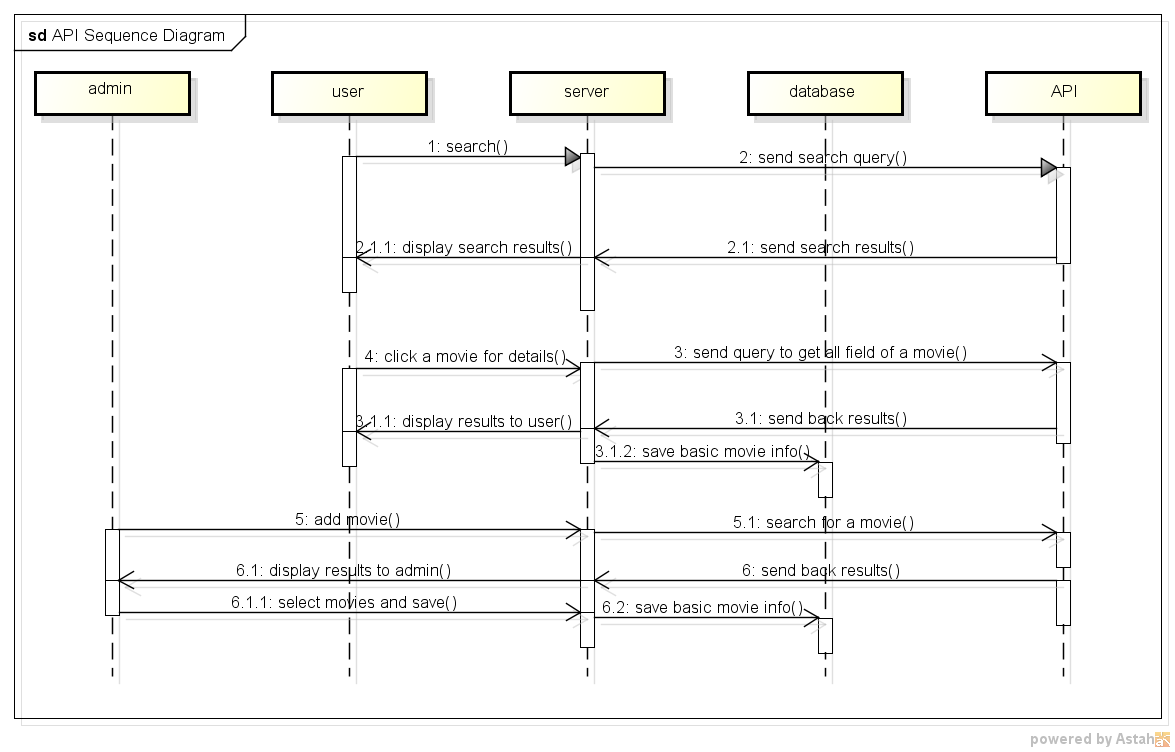 sd API Sequence Diagram
admin
user
server
database
API
1: search()
2: send search query()
2.1.1: display search results()
2.1: send search results()
4: click a movie for details()
3: send query to get all field of a movie()
3.1.1: display results to user()
3.1: send back results()
3.1.2: save basic movie info()
5: add movie()
5.1: search for a movie()
6.1: display results to admin()
6: send back results()
6.1.1: select movies and save()
6.2: save basic movie info()
powered by Astah